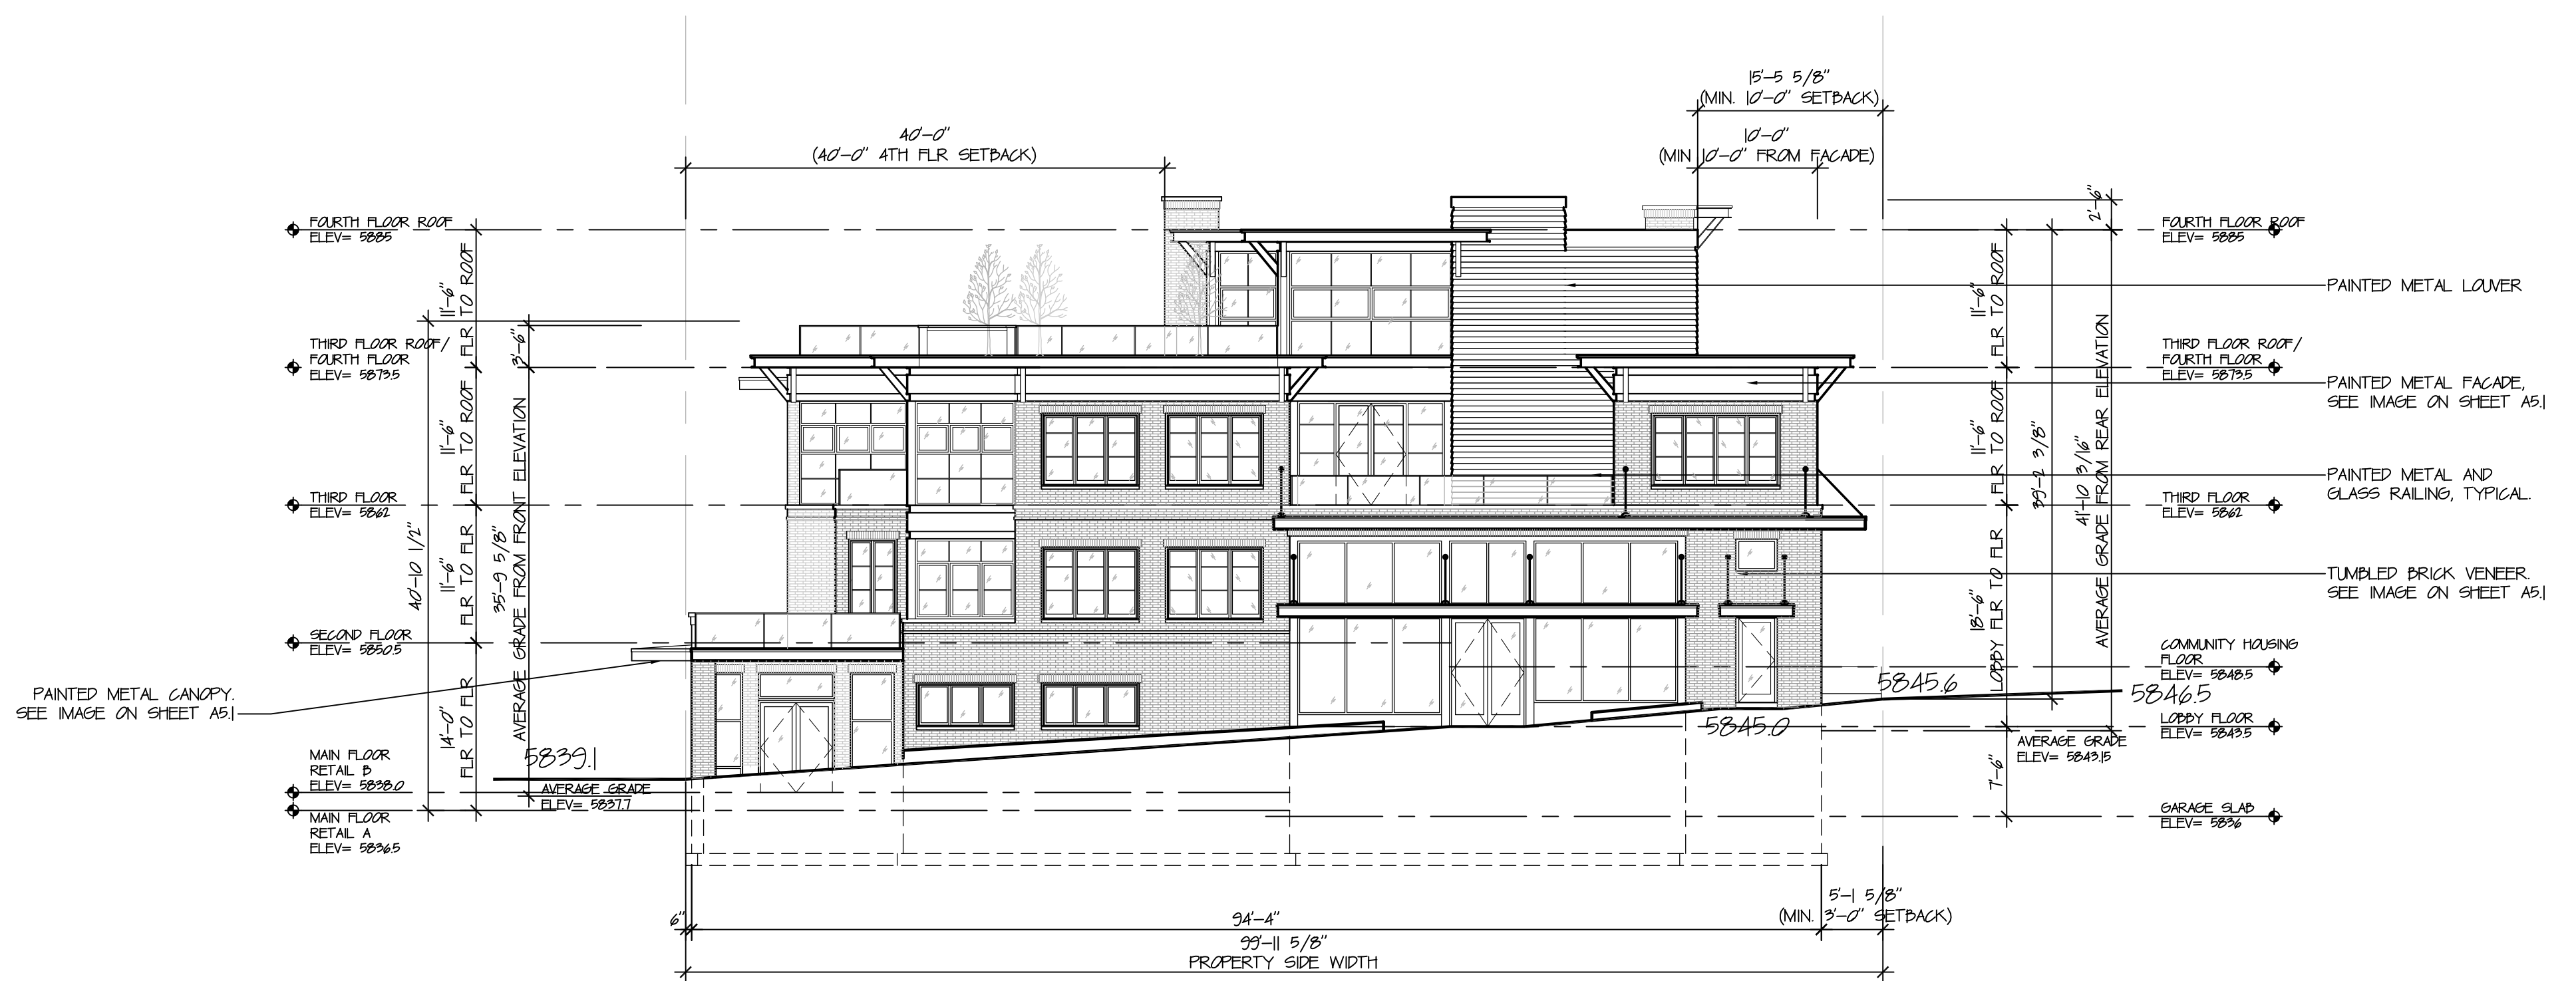 15'-5 5/8"
(MIN. 10'-0" SETBACK)
40'-0"
(40'-0" 4TH FLR SETBACK)
10'-0"
(MIN 10'-0" FROM FACADE)
2'-6"
FOURTH FLOOR ROOF
ELEV= 5885
THIRD FLOOR ROOF/
FOURTH FLOOR
ELEV= 5873.5
THIRD FLOOR
ELEV= 5862
SECOND FLOOR
ELEV= 5850.5
PAINTED METAL CANOPY.
SEE IMAGE ON SHEET A5.1
MAIN FLOOR
RETAIL B
ELEV= 5838.0
MAIN FLOOR
RETAIL A
ELEV= 5836.5
40'-10 1/2"
11'-6"
FLR TO ROOF
11'-6"
FLR TO ROOF
11'-6"
FLR TO FLR
14'-0"
FLR TO FLR
3'-6"
35'-9 5/8"
AVERAGE GRADE FROM FRONT ELEVATION
5839.1
AVERAGE GRADE
ELEV= 5837.7
5845.0
5845.6
5846.5
11'-6"
FLR TO ROOF
11'-6"
FLR TO ROOF
18'-6"
LOBBY FLR TO FLR
7'-6"
39'-2 3/8"
41'-10 3/16"
AVERAGE GRADE FROM REAR ELEVATION
AVERAGE GRADE
ELEV= 5843.15
FOURTH FLOOR ROOF
ELEV= 5885
PAINTED METAL LOUVER
THIRD FLOOR ROOF/
FOURTH FLOOR
ELEV= 5873.5
PAINTED METAL FACADE,
SEE IMAGE ON SHEET A5.1
PAINTED METAL AND
GLASS RAILING, TYPICAL.
THIRD FLOOR
ELEV= 5862
TUMBLED BRICK VENEER.
SEE IMAGE ON SHEET A5.1
COMMUNITY HOUSING
FLOOR
ELEV= 5848.5
LOBBY FLOOR
ELEV= 5843.5
GARAGE SLAB
ELEV= 5836
6"
94'-4"
5'-1 5/8"
(MIN. 3'-0" SETBACK)
99'-11 5/8"
PROPERTY SIDE WIDTH